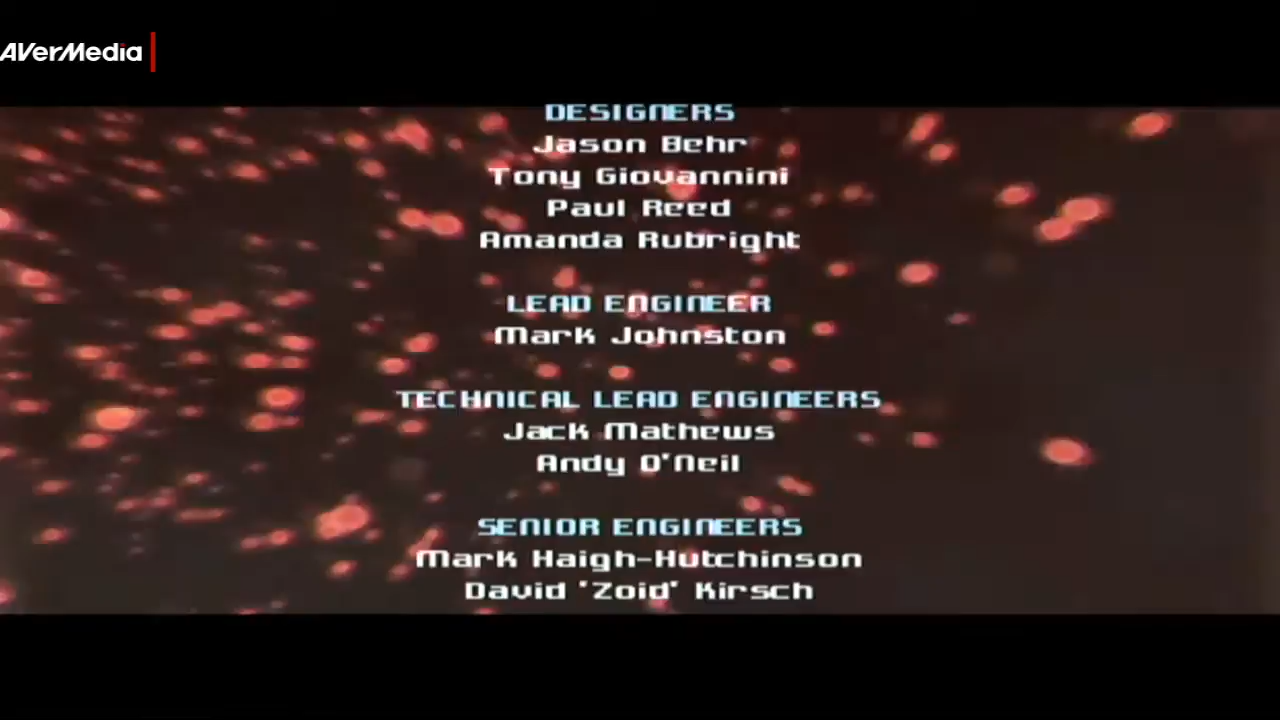 AVerMedia
DESIGNERS
Jason Behr
Tony Giovannini
Paul Reed
Amanda Rubright
LEAD ENGINEER
Mark Johnston
TECHNICAL LEAD ENGINEERS
Jack Mathews
Andy O'Neil
SENIOR ENGINEERS
Mark Haigh-Hutchinson
David "Zoid" Kirsch